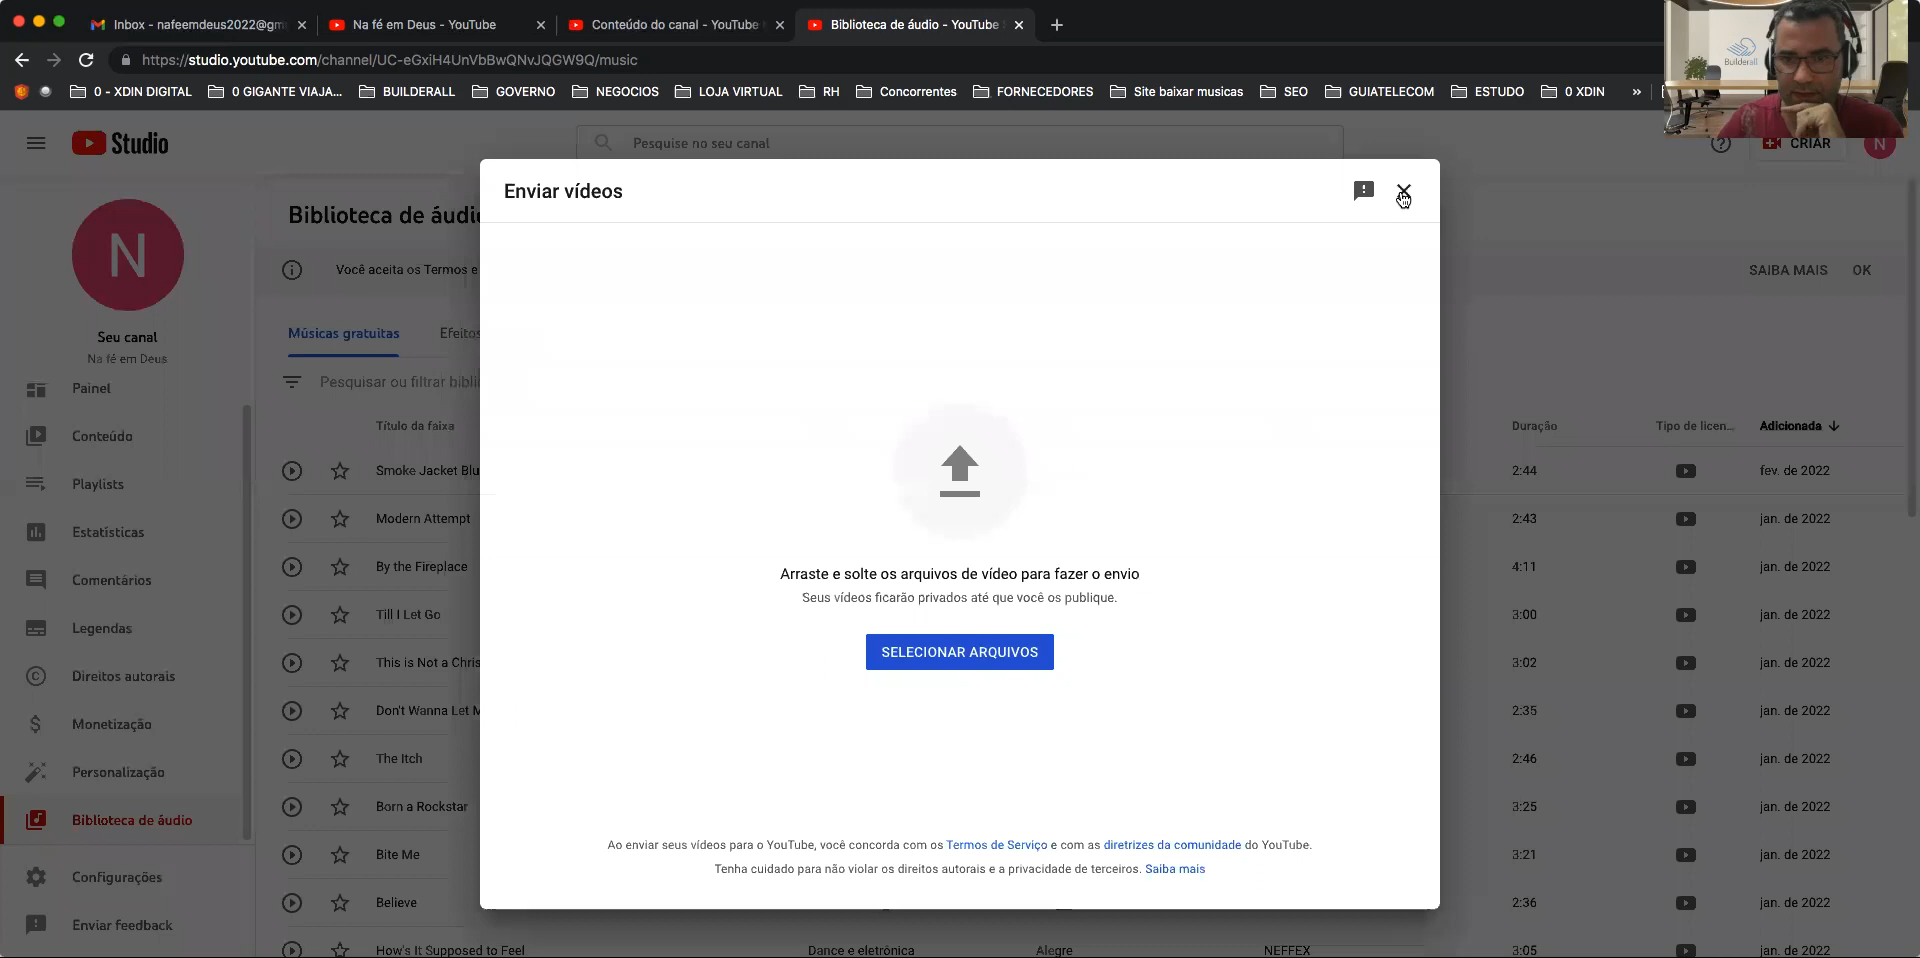 Inbox - nafeemdeus2022@gm
Na fé em Deus - YouTube
Conteúdo do canal - YouTube
Biblioteca de áudio - YouTube
https://studio.youtube.com/channel/UC-eGxiH4UnVbBwQNvJQGW9Q/music
0 - XDIN DIGITAL
0 GIGANTE VIAJA...
BUILDERALL
GOVERNO
NEGOCIOS
LOJA VIRTUAL
RH
Concorrentes
FORNECEDORES
Site baixar musicas
SEO
GUIATELECOM
ESTUDO
0 XDIN
»
Builderall
Studio
Pesquise no seu canal
CRIAR
N
Enviar vídeos
N
Seu canal
Na fé em Deus
Painel
Conteúdo
Playlists
Estatísticas
Comentários
Legendas
Direitos autorais
Monetização
Personalização
Biblioteca de áudio
Configurações
Enviar feedback
Biblioteca de áudi
Você aceita os Termos e
SAIBA MAIS
OK
Músicas gratuitas
Efeitos
Pesquisar ou filtrar bibli
Título da faixa
Duração
Tipo de licen...
Adicionada
Smoke Jacket Blu
2:44
fev. de 2022
Modern Attempt
2:43
jan. de 2022
By the Fireplace
4:11
jan. de 2022
Till I Let Go
3:00
jan. de 2022
This is Not a Chris
3:02
jan. de 2022
Don't Wanna Let M
2:35
jan. de 2022
The Itch
2:46
jan. de 2022
Born a Rockstar
3:25
jan. de 2022
Bite Me
3:21
jan. de 2022
Believe
2:36
jan. de 2022
How's It Supposed to Feel
Dance e eletrônica
Alegre
NEFFEX
3:05
jan. de 2022
Arraste e solte os arquivos de vídeo para fazer o envio
Seus vídeos ficarão privados até que você os publique.
SELECIONAR ARQUIVOS
Ao enviar seus vídeos para o YouTube, você concorda com os Termos de Serviço e com as diretrizes da comunidade do YouTube.
Tenha cuidado para não violar os direitos autorais e a privacidade de terceiros. Saiba mais